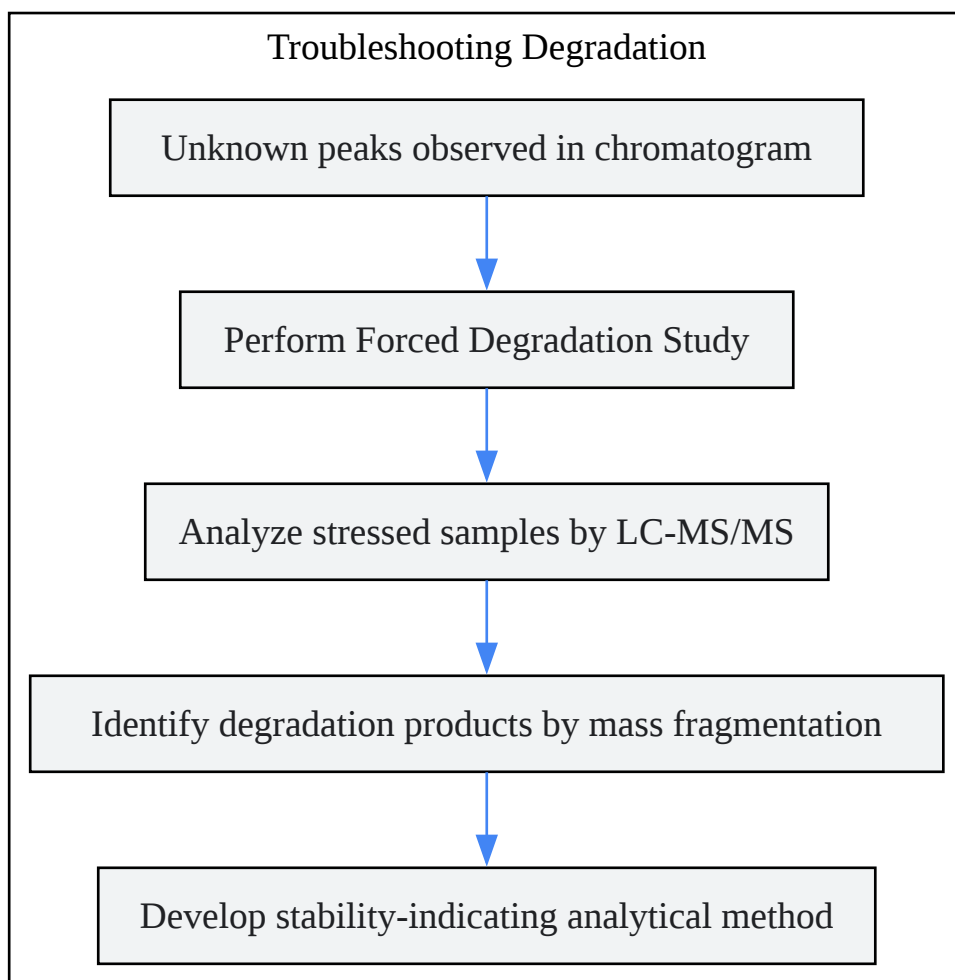 Troubleshooting Degradation
Unknown peaks observed in chromatogram
Perform Forced Degradation Study
Analyze stressed samples by LC-MS/MS
Identify degradation products by mass fragmentation
Develop stability-indicating analytical method